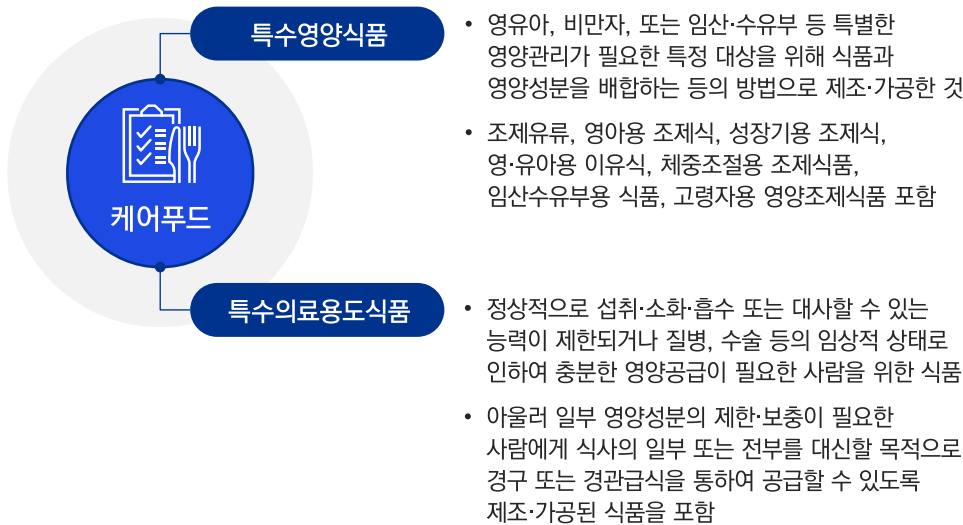 케어푸드
특수영양식품
• 영유아, 비만자, 또는 임산·수유부 등 특별한
영양관리가 필요한 특정 대상을 위해 식품과
영양성분을 배합하는 등의 방법으로 제조·가공한 것
• 조제유류, 영아용 조제식, 성장기용 조제식,
영·유아용 이유식, 체중조절용 조제식품,
임산수유부용 식품, 고령자용 영양조제식품 포함
특수의료용도식품
• 정상적으로 섭취·소화·흡수 또는 대사할 수 있는
능력이 제한되거나 질병, 수술 등의 임상적 상태로
인하여 충분한 영양공급이 필요한 사람을 위한 식품
• 아울러 일부 영양성분의 제한·보충이 필요한
사람에게 식사의 일부 또는 전부를 대신할 목적으로
경구 또는 경관급식을 통하여 공급할 수 있도록
제조·가공된 식품을 포함